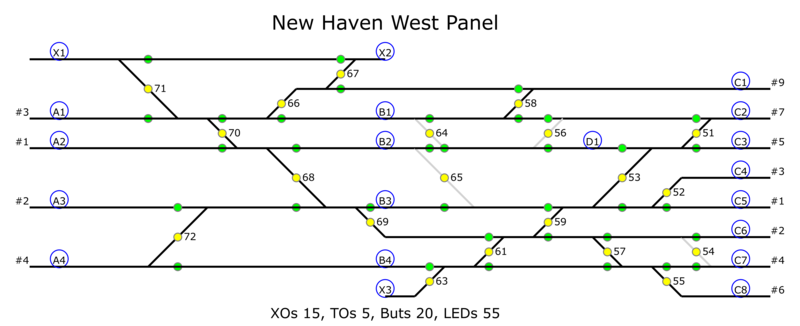 New Haven West Panel
X1 X2
67
71 C1 #9
66 58
#3 A1 B1 C2 #7
70 64 56 51
#1 A2 B2 D1 C3 #5
68 65 53 C4 #3
52
#2 A3 B3 C5 #1
69 59
72 C6 #2
61 57 54
#4 A4 B4 C7 #4
63 55
X3 C8 #6
XOs 15, TOs 5, Buts 20, LEDs 55